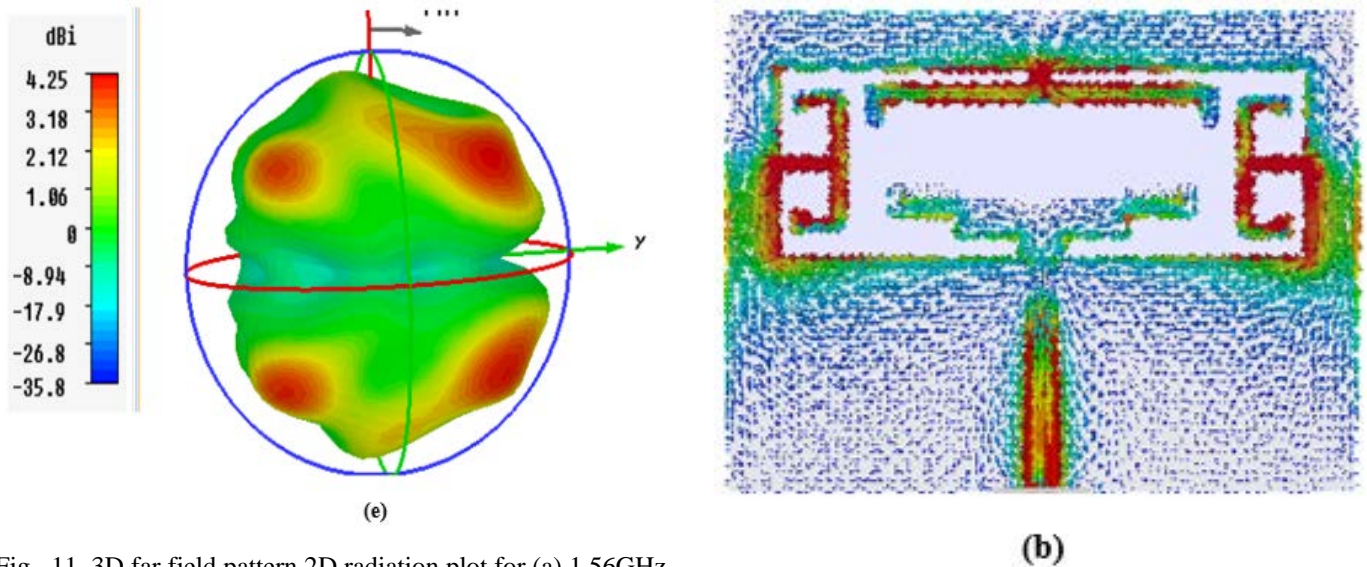 dBi
4.25
3.18
2.12
1.06
0
-8.94
-17.9
-26.8
-35.8
y
(e)
Fig. 11. 3D far field pattern 2D radiation plot for (a) 1.56GHz
(b)